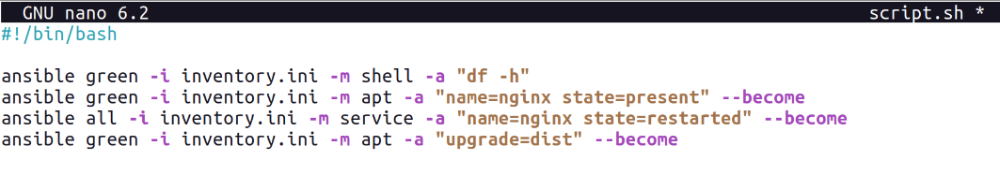 GNU nano 6.2 script.sh *
#!/bin/bash
ansible green -i inventory.ini -m shell -a "df -h"
ansible green -i inventory.ini -m apt -a "name=nginx state=present" --become
ansible all -i inventory.ini -m service -a "name=nginx state=restarted" --become
ansible green -i inventory.ini -m apt -a "upgrade=dist" --become